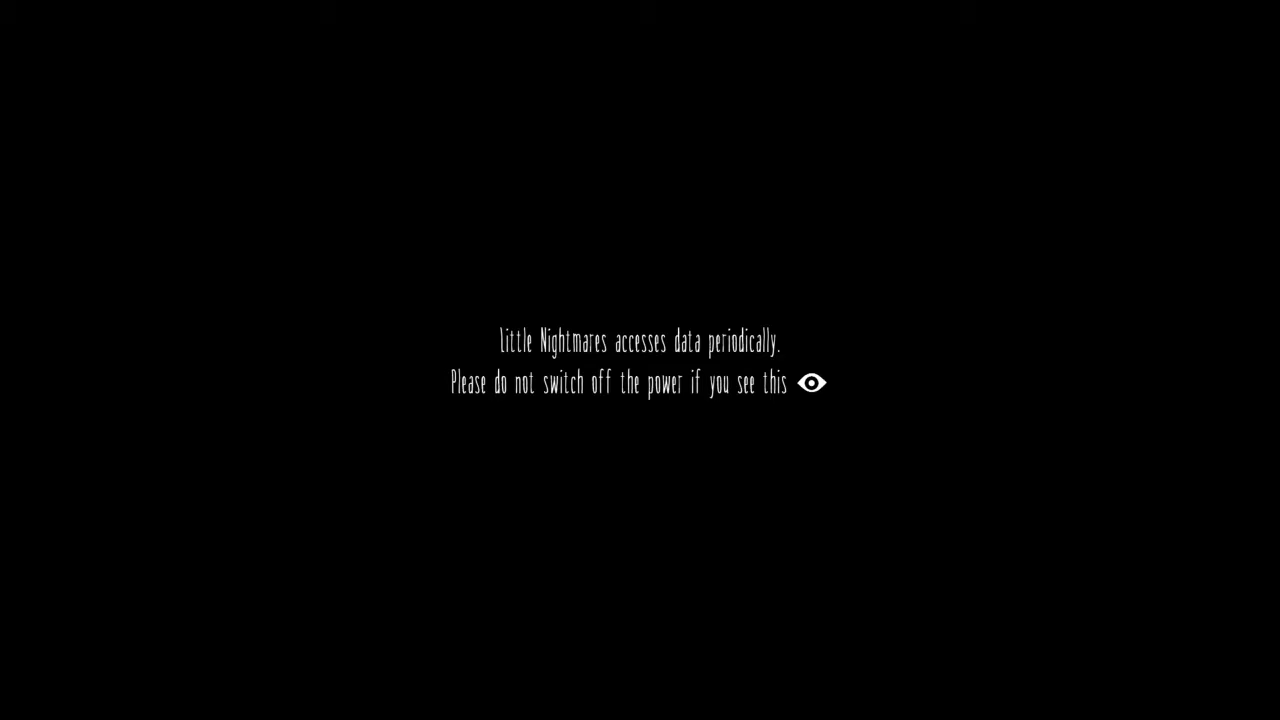 Little Nightmares accesses data periodically.
Please do not switch off the power if you see this